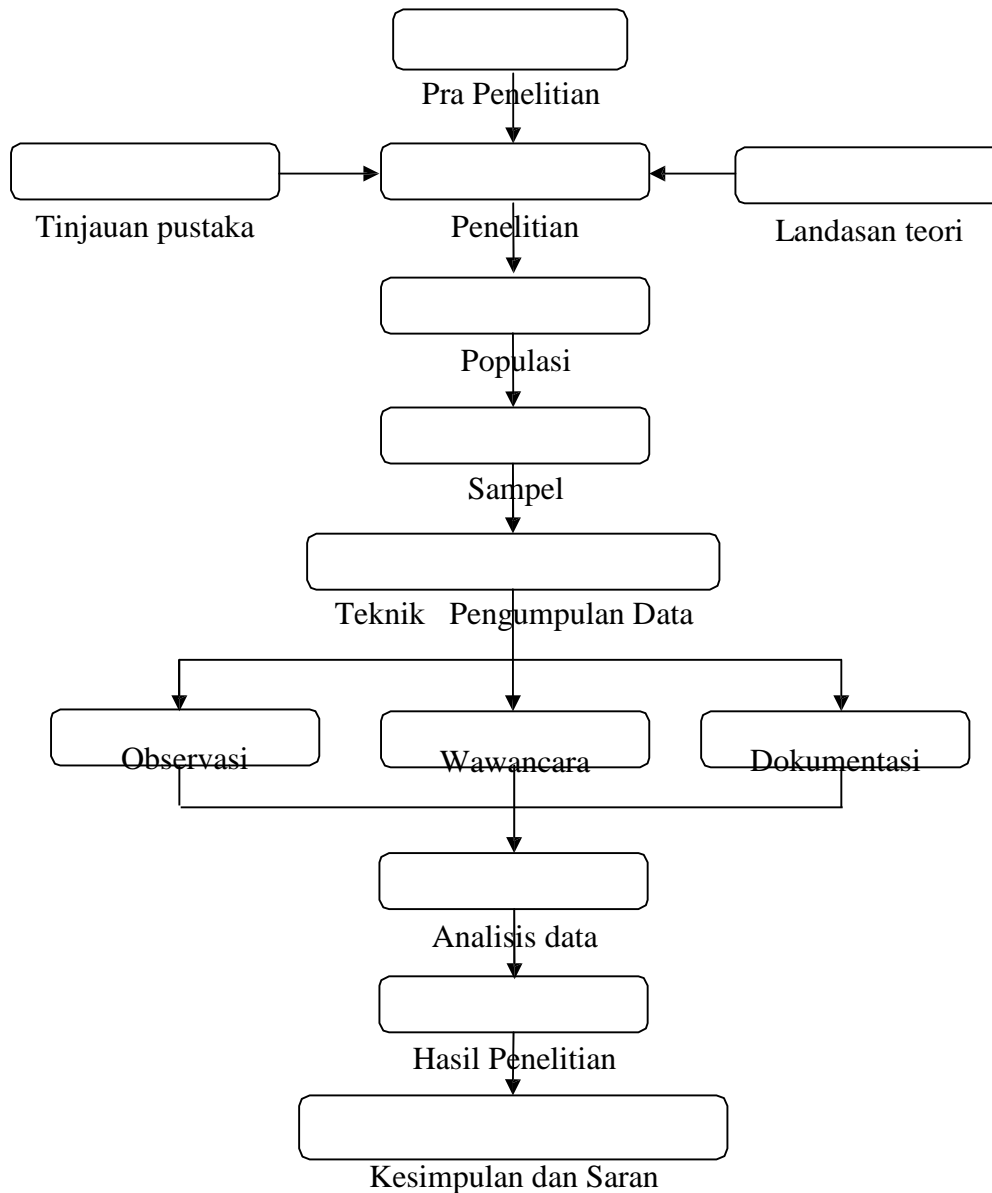 Pra Penelitian
Tinjauan pustaka
Penelitian
Landasan teori
Populasi
Sampel
Teknik Pengumpulan Data
Observasi
Wawancara
Dokumentasi
Analisis data
Hasil Penelitian
Kesimpulan dan Saran